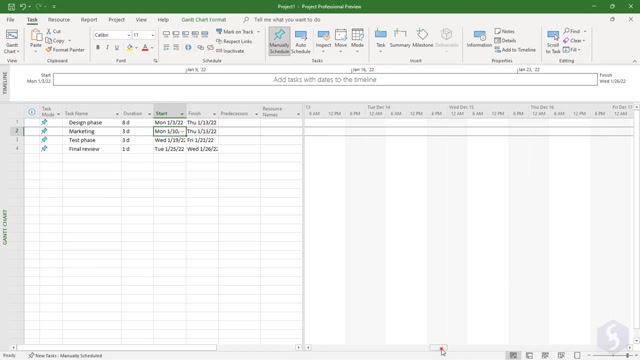 Project1 - Project Professional Preview
File Task Resource Project View Help Gantt Chart Format Tell me what you want to do
Gantt Chart Paste Cut Copy Format Painter Calibri 11 B I U
Mark on Track Respect Links Inactivate
Manually Schedule Auto Schedule Inspect Move Mode Task Summary Milestone Deliverable Information Notes Details Add to Timeline Scroll to Task
View Clipboard Font Schedule Tasks Insert Properties Editing
TIMELINE
Jan 9, '22 Jan 16, '22 Jan 23, '22
Start
Mon 1/3/22
Add tasks with dates to the timeline
Finish
Wed 1/26/22
Task Mode Task Name Duration Start Finish Predecessors Resource Names
13 Tue Dec 14 Wed Dec 15 Thu Dec 16 Fri Dec 17
6 AM 12 PM 6 PM 12 AM 6 AM 12 PM 6 PM 12 AM 6 AM 12 PM 6 PM 12 AM 6 AM 12 PM 6 PM 12 AM 6 AM
1 Design phase 8 d Mon 1/3/22 Thu 1/13/22
2 Marketing 3 d Mon 1/10/ Thu 1/13/22
3 Test phase 3 d Wed 1/19/22 Fri 1/21/22
4 Final review 1 d Tue 1/25/22 Wed 1/26/22
GANTT CHART
Ready New Tasks : Manually Scheduled